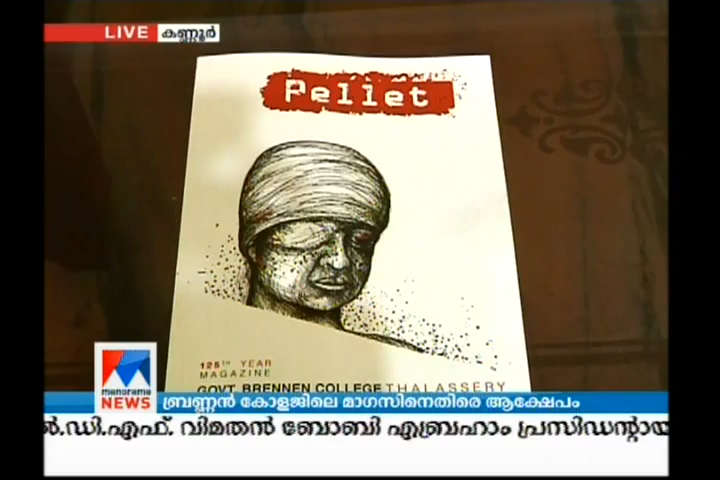 LIVE കണ്ണൂർ
Pellet
125TH YEAR
MAGAZINE
GOVT. BRENNEN COLLEGE THALASSERY
manorama
NEWS
ബ്രണ്ണൻ കോളജിലെ മാഗസിനെതിരെ ആക്ഷേപം
ൽ.ഡി.എഫ്. വിമതൻ ബോബി എബ്രഹാം പ്രസിഡന്റായ